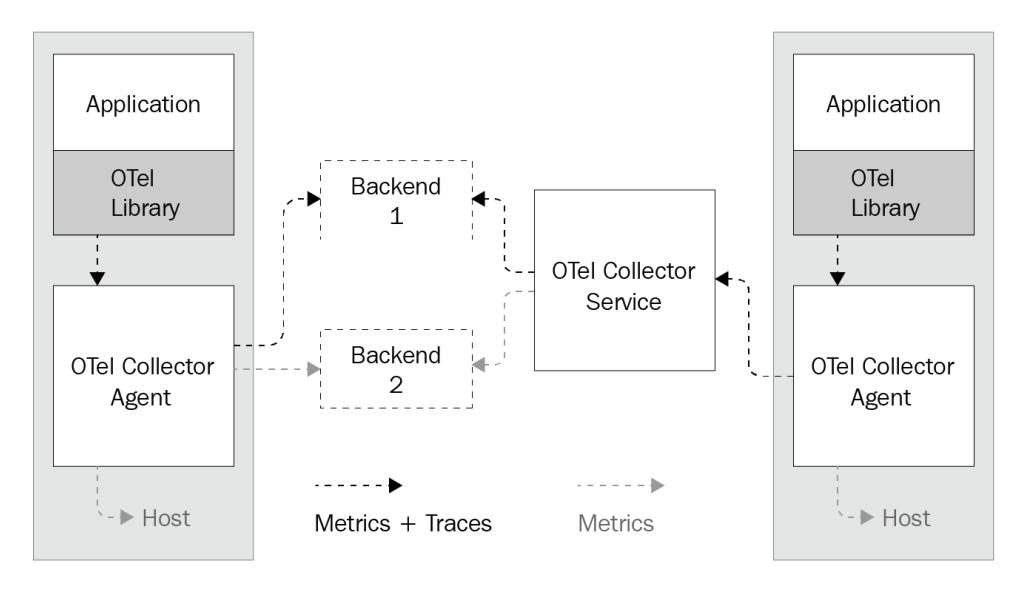 Application
OTel
Library
OTel Collector
Agent
Host
Backend
1
Backend
2
OTel Collector
Service
Application
OTel
Library
OTel Collector
Agent
Host
Metrics + Traces
Metrics